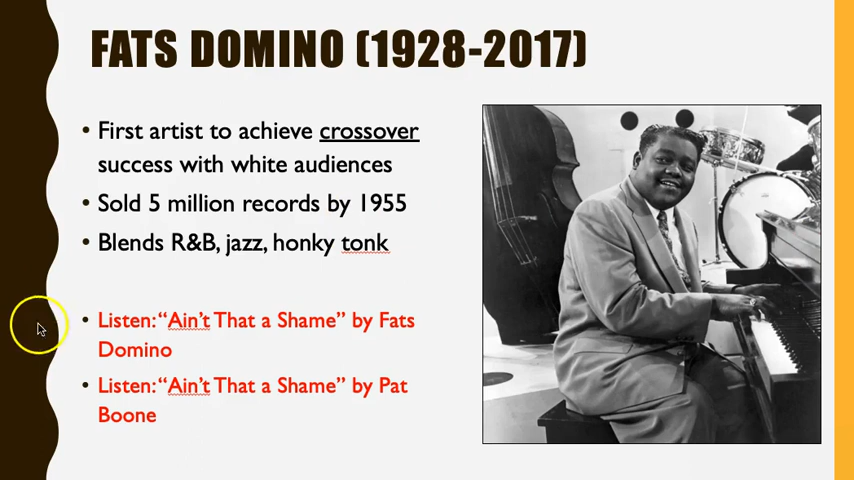 FATS DOMINO (1928-2017)
• First artist to achieve crossover
success with white audiences
• Sold 5 million records by 1955
• Blends R&B, jazz, honky tonk
• Listen: “Ain’t That a Shame” by Fats
Domino
• Listen: “Ain’t That a Shame” by Pat
Boone